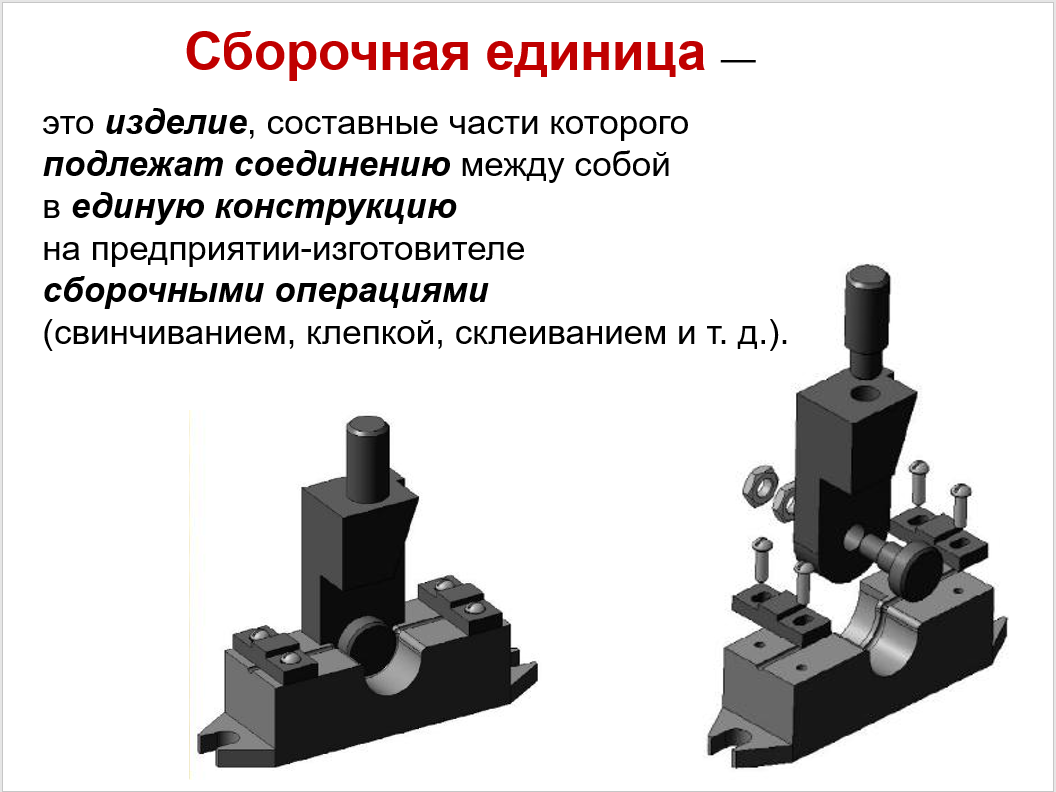 Сборочная единица —
это изделие, составные части которого
подлежат соединению между собой
в единую конструкцию
на предприятии-изготовителе
сборочными операциями
(свинчиванием, клепкой, склеиванием и т. д.).